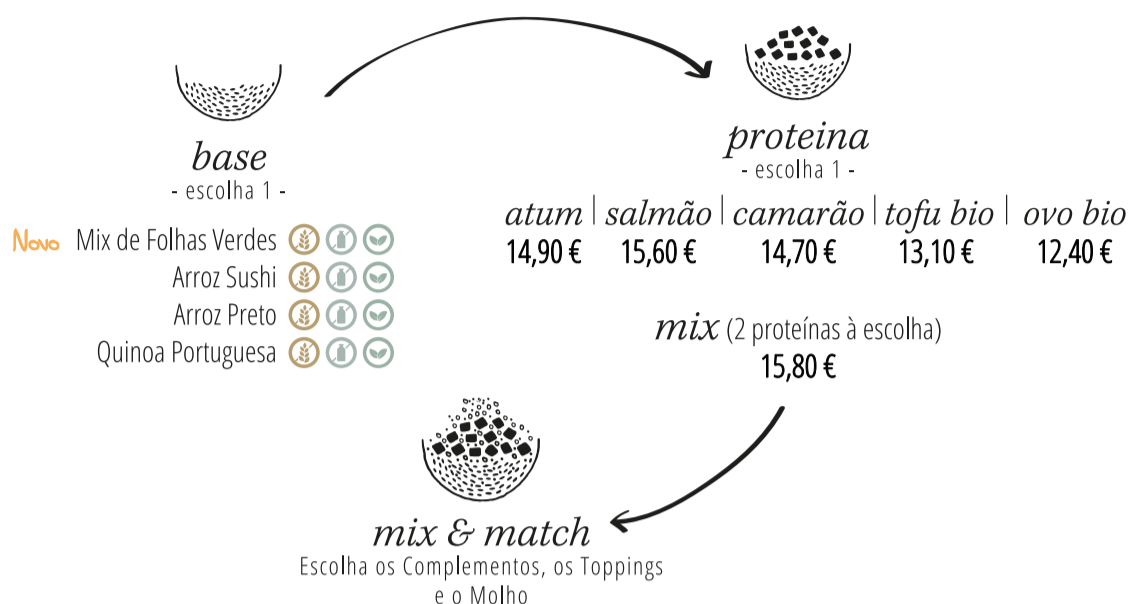 base
- escolha 1 -
Novo Mix de Folhas Verdes
Arroz Sushi
Arroz Preto
Quinoa Portuguesa
proteina
- escolha 1 -
atum | salmão | camarão | tofu bio | ovo bio
14,90 € 15,60 € 14,70 € 13,10 € 12,40 €
mix (2 proteínas à escolha)
15,80 €
mix & match
Escolha os Complementos, os Toppings
e o Molho